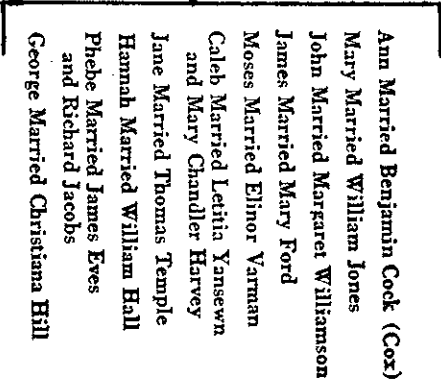 Ann Married Benjamin Cock (Cox)
Mary Married William Jones
John Married Margaret Williamson
James Married Mary Ford
Moses Married Elinor Varman
Caleb Married Letitia Yansewn
and Mary Chandler Harvey
Jane Married Thomas Temple
Hannah Married William Hall
Phebe Married James Eves
and Richard Jacobs
George Married Christiana Hill